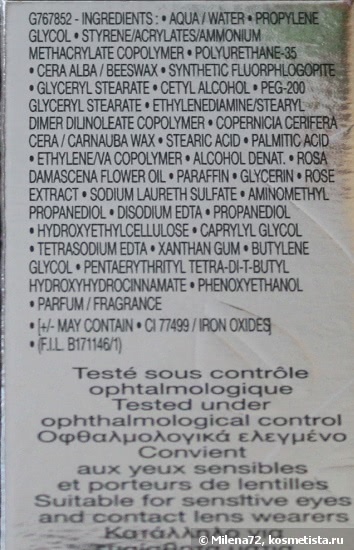 G767852 - INGREDIENTS : • AQUA / WATER • PROPYLENE
GLYCOL • STYRENE/ACRYLATES/AMMONIUM
METHACRYLATE COPOLYMER • POLYURETHANE-35
• CERA ALBA / BEESWAX • SYNTHETIC FLUORPHLOGOPITE
• GLYCERYL STEARATE • CETYL ALCOHOL • PEG-200
GLYCERYL STEARATE • ETHYLENEDIAMINE/STEARYL
DIMER DILINOLEATE COPOLYMER • COPERNICIA CERIFERA
CERA / CARNAUBA WAX • STEARIC ACID • PALMITIC ACID
• ETHYLENE/VA COPOLYMER • ALCOHOL DENAT. • ROSA
DAMASCENA FLOWER OIL • PARAFFIN • GLYCERIN • ROSE
EXTRACT • SODIUM LAURETH SULFATE • AMINOMETHYL
PROPANEDIOL • DISODIUM EDTA • PROPANEDIOL
• HYDROXYETHYLCELLULOSE • CAPRYLYL GLYCOL
• TETRASODIUM EDTA • XANTHAN GUM • BUTYLENE
GLYCOL • PENTAERYTHRITYL TETRA-DI-T-BUTYL
HYDROXYHYDROCINNAMATE • PHENOXYETHANOL
• PARFUM / FRAGRANCE
• [+/- MAY CONTAIN • CI 77499 / IRON OXIDES]
• (F.I.L. B171146/1)
Testé sous contrôle
ophtalmologique
Tested under
ophthalmological control
Οφθαλμολογικά ελεγμένο
Convient
aux yeux sensibles
et porteurs de lentilles
Suitable for sensitive eyes
and contact lens wearers
Κατάλληλο για
© Milena72, kosmetista.ru